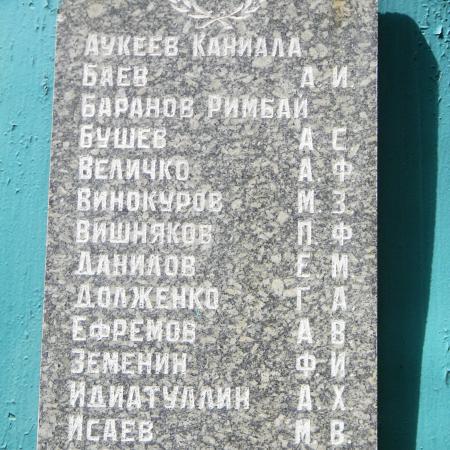 Аукеев Каниала
Баев А. И.
Баранов Римбай
Бушев А Е
Величко А Ф
Винокуров М З
Вишняков П Ф
Данилов Е М
Долженко Г А
Ефремов А В
Земенин Ф И
Идиатуллин А. Х
Исаев М. В.